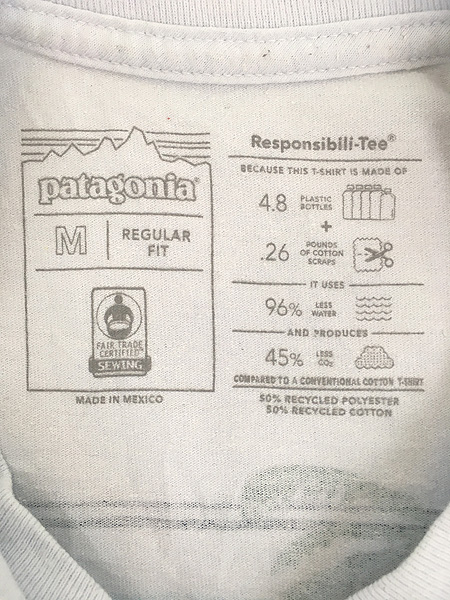 patagonia®
M
REGULAR
FIT
FAIR TRADE
CERTIFIED™
SEWING
MADE IN MEXICO
Responsibili-Tee®
BECAUSE THIS T-SHIRT IS MADE OF
4.8 PLASTIC
BOTTLES
+
.26 POUNDS
OF COTTON
SCRAPS
IT USES
96% LESS
WATER
AND PRODUCES
45% LESS
CO₂
COMPARED TO A CONVENTIONAL COTTON T-SHIRT
50% RECYCLED POLYESTER
50% RECYCLED COTTON